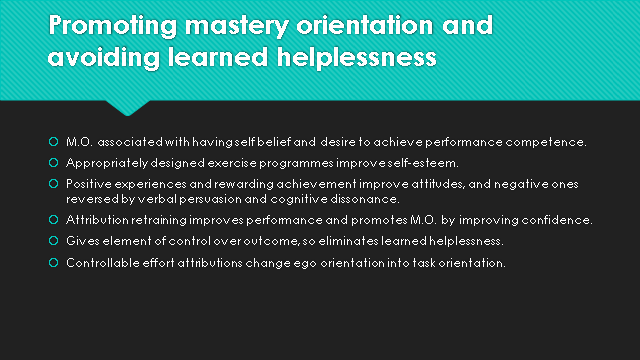 Promoting mastery orientation and
avoiding learned helplessness
M.O. associated with having self belief and desire to achieve performance competence.
Appropriately designed exercise programmes improve self-esteem.
Positive experiences and rewarding achievement improve attitudes, and negative ones
reversed by verbal persuasion and cognitive dissonance.
Attribution retraining improves performance and promotes M.O. by improving confidence.
Gives element of control over outcome, so eliminates learned helplessness.
Controllable effort attributions change ego orientation into task orientation.